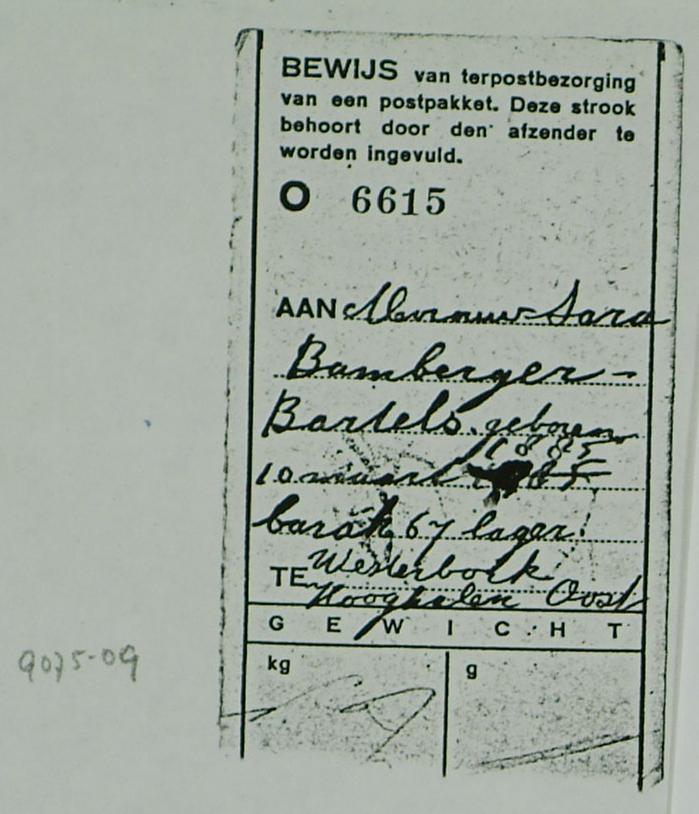 BEWIJS van terpostbezorging
van een postpakket. Deze strook
behoort door den afzender te
worden ingevuld.
O 6615
AAN Mevrouw Sara
Bamberger-
Bartels. geboren
1885
10 maart
barak 67 lager
TE Westerbork
Hooghalen Oost
GEWICHT
kg g
9075-09